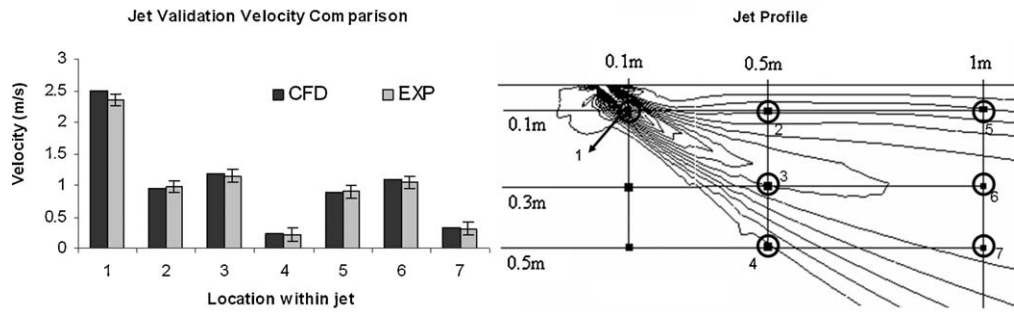 Jet Validation Velocity Comparison
Velocity (m/s)
3
2.5
2
1.5
1
0.5
0
CFD EXP
1 2 3 4 5 6 7
Location within jet
Jet Profile
0.1m 0.5m 1m
0.1m
0.3m
0.5m
1
2
3
4
5
6
7